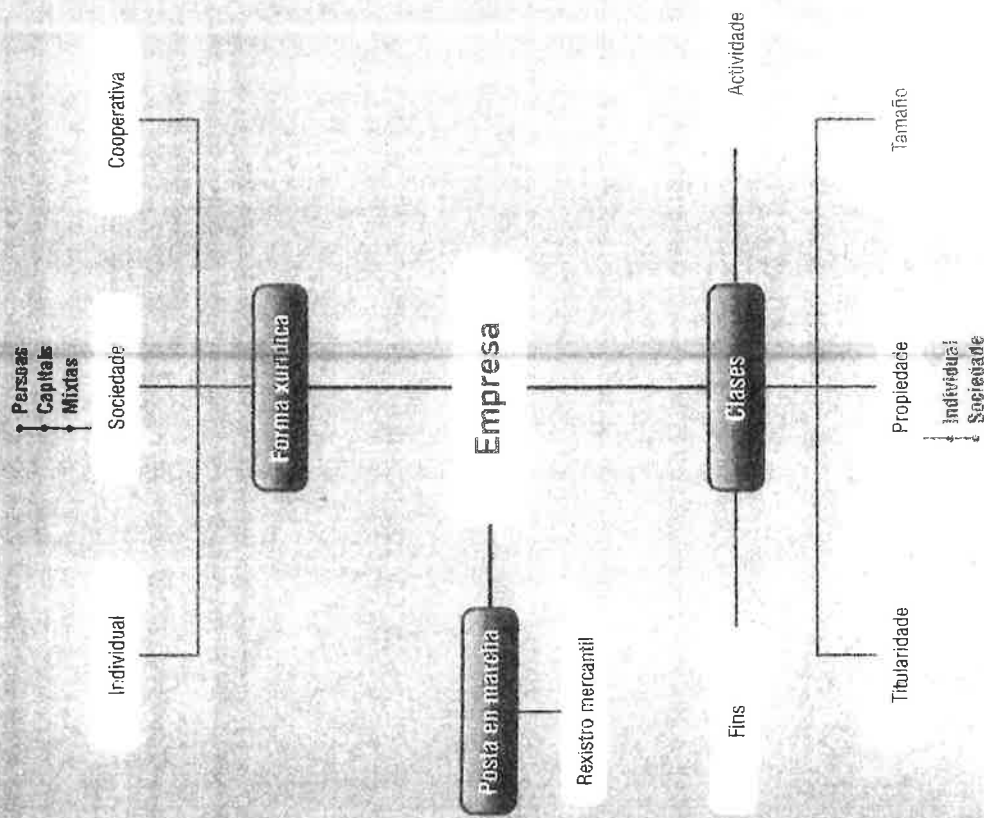 Persoas
Capitais
Mixtas
Individual
Sociedade
Cooperativa
Forma xurídica
Empresa
Posta en marcha
Rexistro mercantil
Clases
Fins
Actividade
Titularidade
Propiedade
Tamaño
Individual
Sociedade